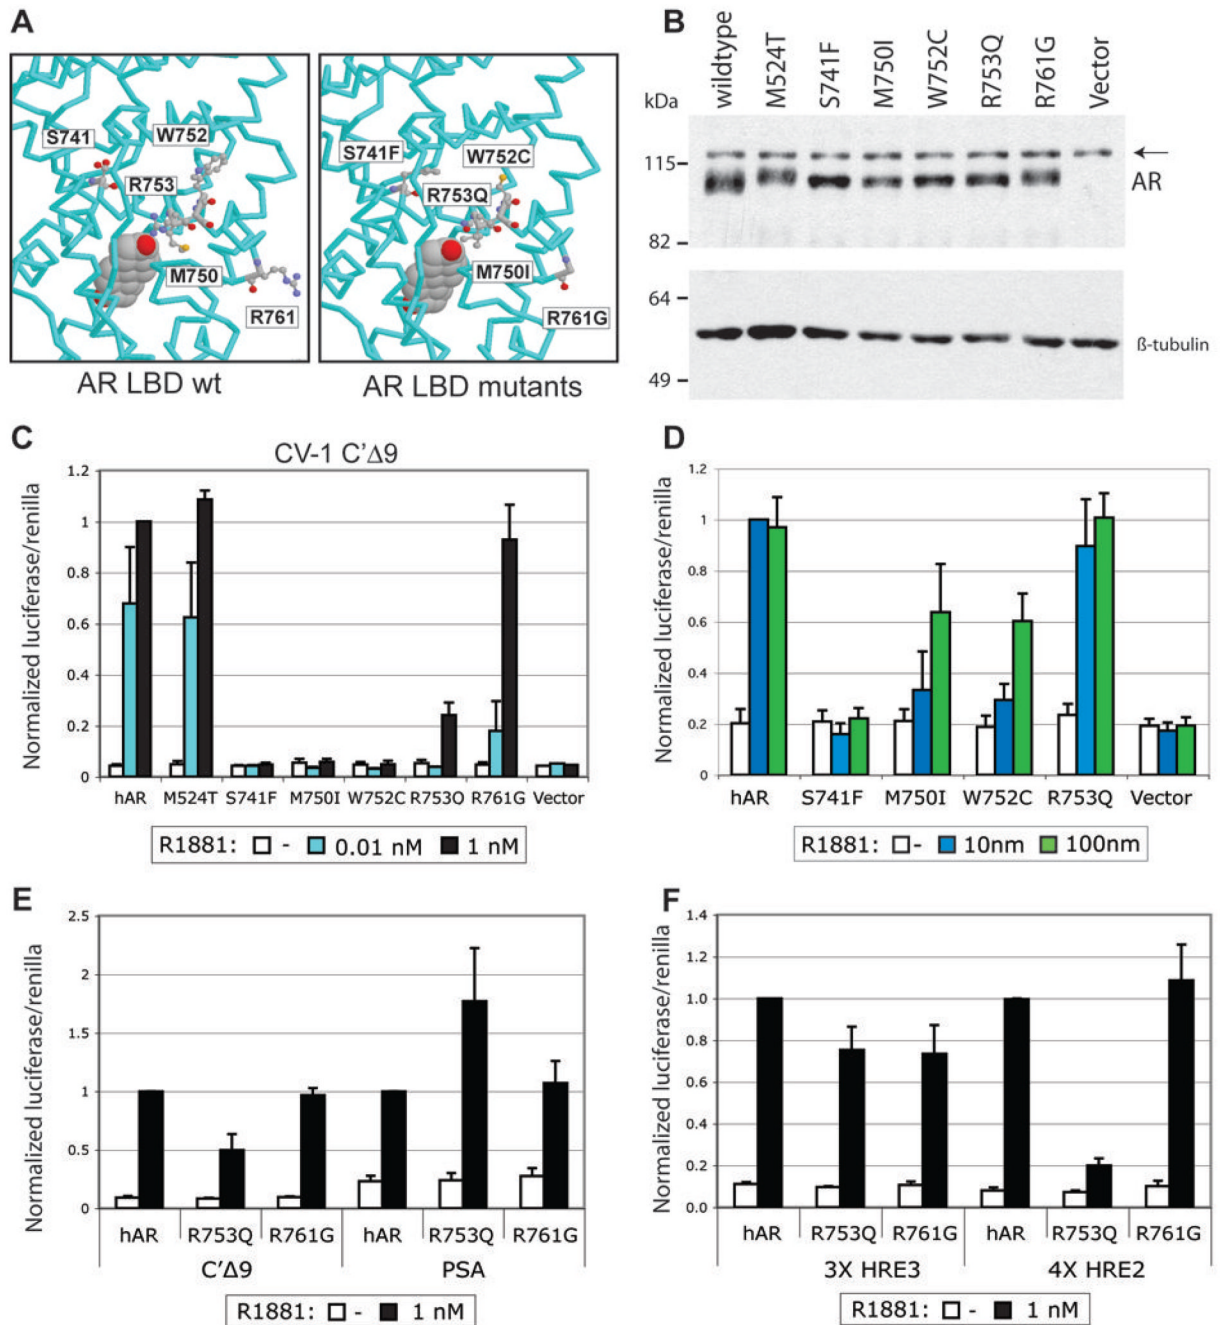 A
S741
W752
R753
M750
R761
AR LBD wt
S741F
W752C
R753Q
M750I
R761G
AR LBD mutants
B
wildtype
M524T
S741F
M750I
W752C
R753Q
R761G
Vector
kDa
115
AR
82
64
ß-tubulin
49
C
CV-1 C'Δ9
Normalized luciferase/renilla
1.2
1
0.8
0.6
0.4
0.2
0
hAR M524T S741F M750I W752C R753Q R761G Vector
R1881: - 0.01 nM 1 nM
D
Normalized luciferase/renilla
1.2
1
0.8
0.6
0.4
0.2
0
hAR S741F M750I W752C R753Q Vector
R1881: - 10nm 100nm
E
Normalized luciferase/renilla
2.5
2
1.5
1
0.5
0
hAR R753Q R761G hAR R753Q R761G
C'Δ9 PSA
R1881: - 1 nM
F
Normalized luciferase/renilla
1.4
1.2
1.0
0.8
0.6
0.4
0.2
0.0
hAR R753Q R761G hAR R753Q R761G
3X HRE3 4X HRE2
R1881: - 1 nM